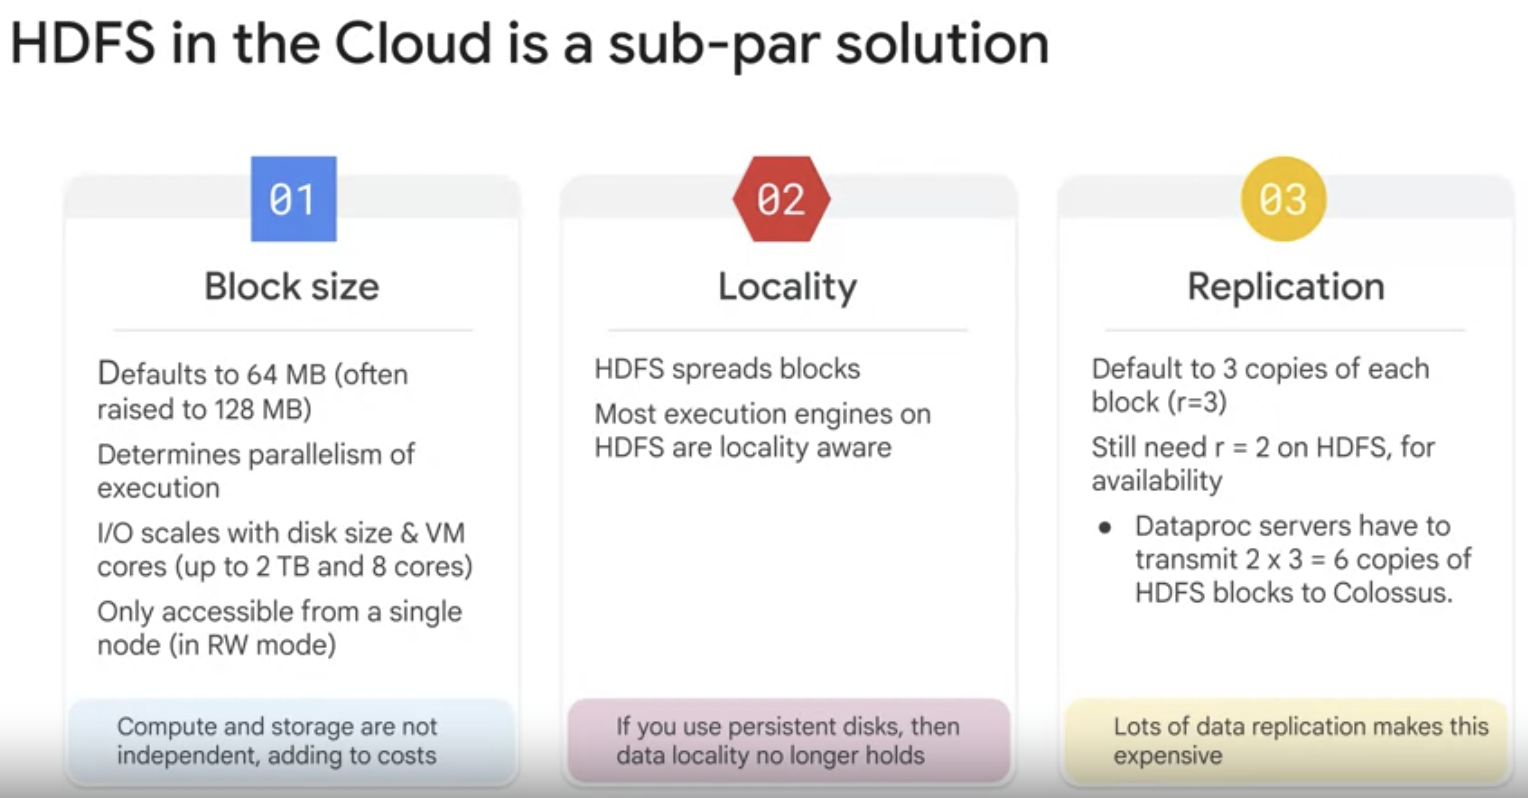 HDFS in the Cloud is a sub-par solution
01
Block size
Defaults to 64 MB (often
raised to 128 MB)
Determines parallelism of
execution
I/O scales with disk size & VM
cores (up to 2 TB and 8 cores)
Only accessible from a single
node (in RW mode)
Compute and storage are not
independent, adding to costs
02
Locality
HDFS spreads blocks
Most execution engines on
HDFS are locality aware
If you use persistent disks, then
data locality no longer holds
03
Replication
Default to 3 copies of each
block (r=3)
Still need r = 2 on HDFS, for
availability
● Dataproc servers have to
transmit 2 x 3 = 6 copies of
HDFS blocks to Colossus.
Lots of data replication makes this
expensive